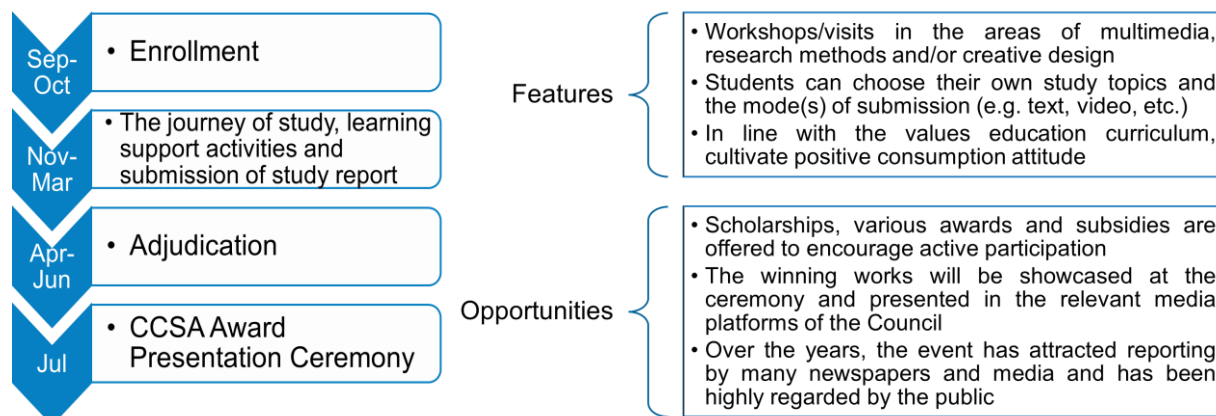 Sep-
Oct
• Enrollment
Nov-
Mar
• The journey of study, learning
support activities and
submission of study report
Apr-
Jun
• Adjudication
Jul
• CCSA Award
Presentation Ceremony
Features
• Workshops/visits in the areas of multimedia,
research methods and/or creative design
• Students can choose their own study topics and
the mode(s) of submission (e.g. text, video, etc.)
• In line with the values education curriculum,
cultivate positive consumption attitude
Opportunities
• Scholarships, various awards and subsidies are
offered to encourage active participation
• The winning works will be showcased at the
ceremony and presented in the relevant media
platforms of the Council
• Over the years, the event has attracted reporting
by many newspapers and media and has been
highly regarded by the public